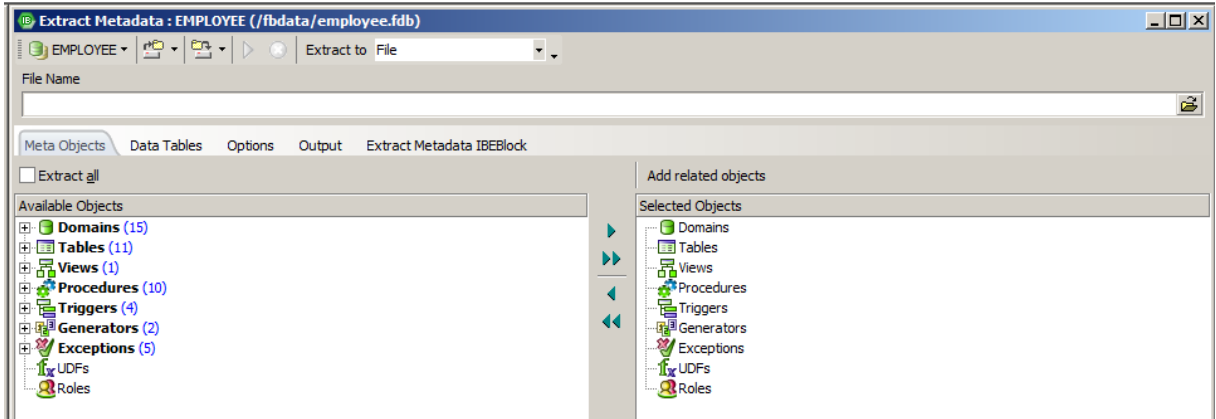 Extract Metadata : EMPLOYEE (/fbdata/employee.fdb)
EMPLOYEE Extract to File
File Name
Meta Objects Data Tables Options Output Extract Metadata IBEBlock
Extract all Add related objects
Available Objects
Domains (15)
Tables (11)
Views (1)
Procedures (10)
Triggers (4)
Generators (2)
Exceptions (5)
UDFs
Roles
Selected Objects
Domains
Tables
Views
Procedures
Triggers
Generators
Exceptions
UDFs
Roles